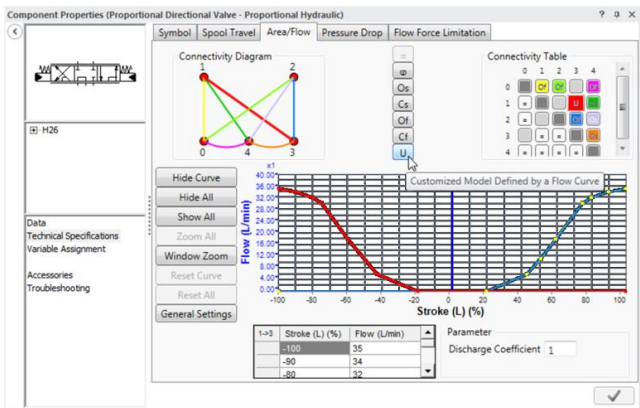 Component Properties (Proportional Directional Valve - Proportional Hydraulic)
Symbol Spool Travel Area/Flow Pressure Drop Flow Force Limitation
Connectivity Diagram
1 2
0 4 3
=
φ
Os
Cs
Of
Cf
U
Connectivity Table
0 1 2 3 4
0 Of Of
1 = U
2 =
3 = =
4 = = = =
H26
Customized Model Defined by a Flow Curve
Hide Curve
Hide All
Show All
Zoom All
Window Zoom
Reset Curve
Reset All
General Settings
Data
Technical Specifications
Variable Assignment
Accessories
Troubleshooting
x1
40.00
36.00
32.00
28.00
24.00
20.00
16.00
12.00
8.00
4.00
0.00
Flow (L/min)
-100 -80 -60 -40 -20 0 20 40 60 80 100
Stroke (L) (%)
1->3 Stroke (L) (%) Flow (L/min)
-100 35
-90 34
-80 32
Parameter
Discharge Coefficient 1